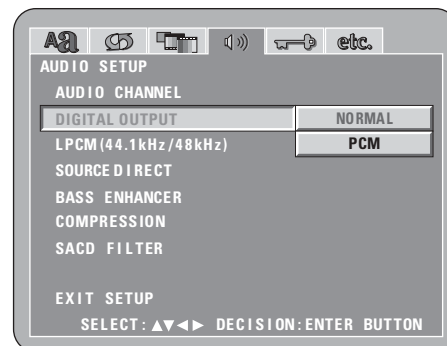 Aa etc.
AUDIO SETUP
AUDIO CHANNEL
DIGITAL OUTPUT NORMAL
LPCM (44.1kHz/48kHz) PCM
SOURCE DIRECT
BASS ENHANCER
COMPRESSION
SACD FILTER
EXIT SETUP
SELECT: ▲▼◀▶ DECISION: ENTER BUTTON